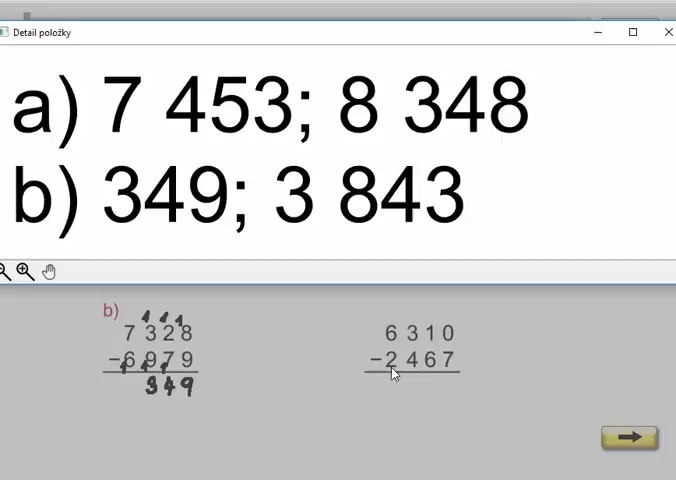 Detail položky
a) 7 453; 8 348
b) 349; 3 843
b)
1 1 1
7 3 2 8
6 3 1 0
−6 9 7 9
−2 4 6 7
1 1 1
3 4 9